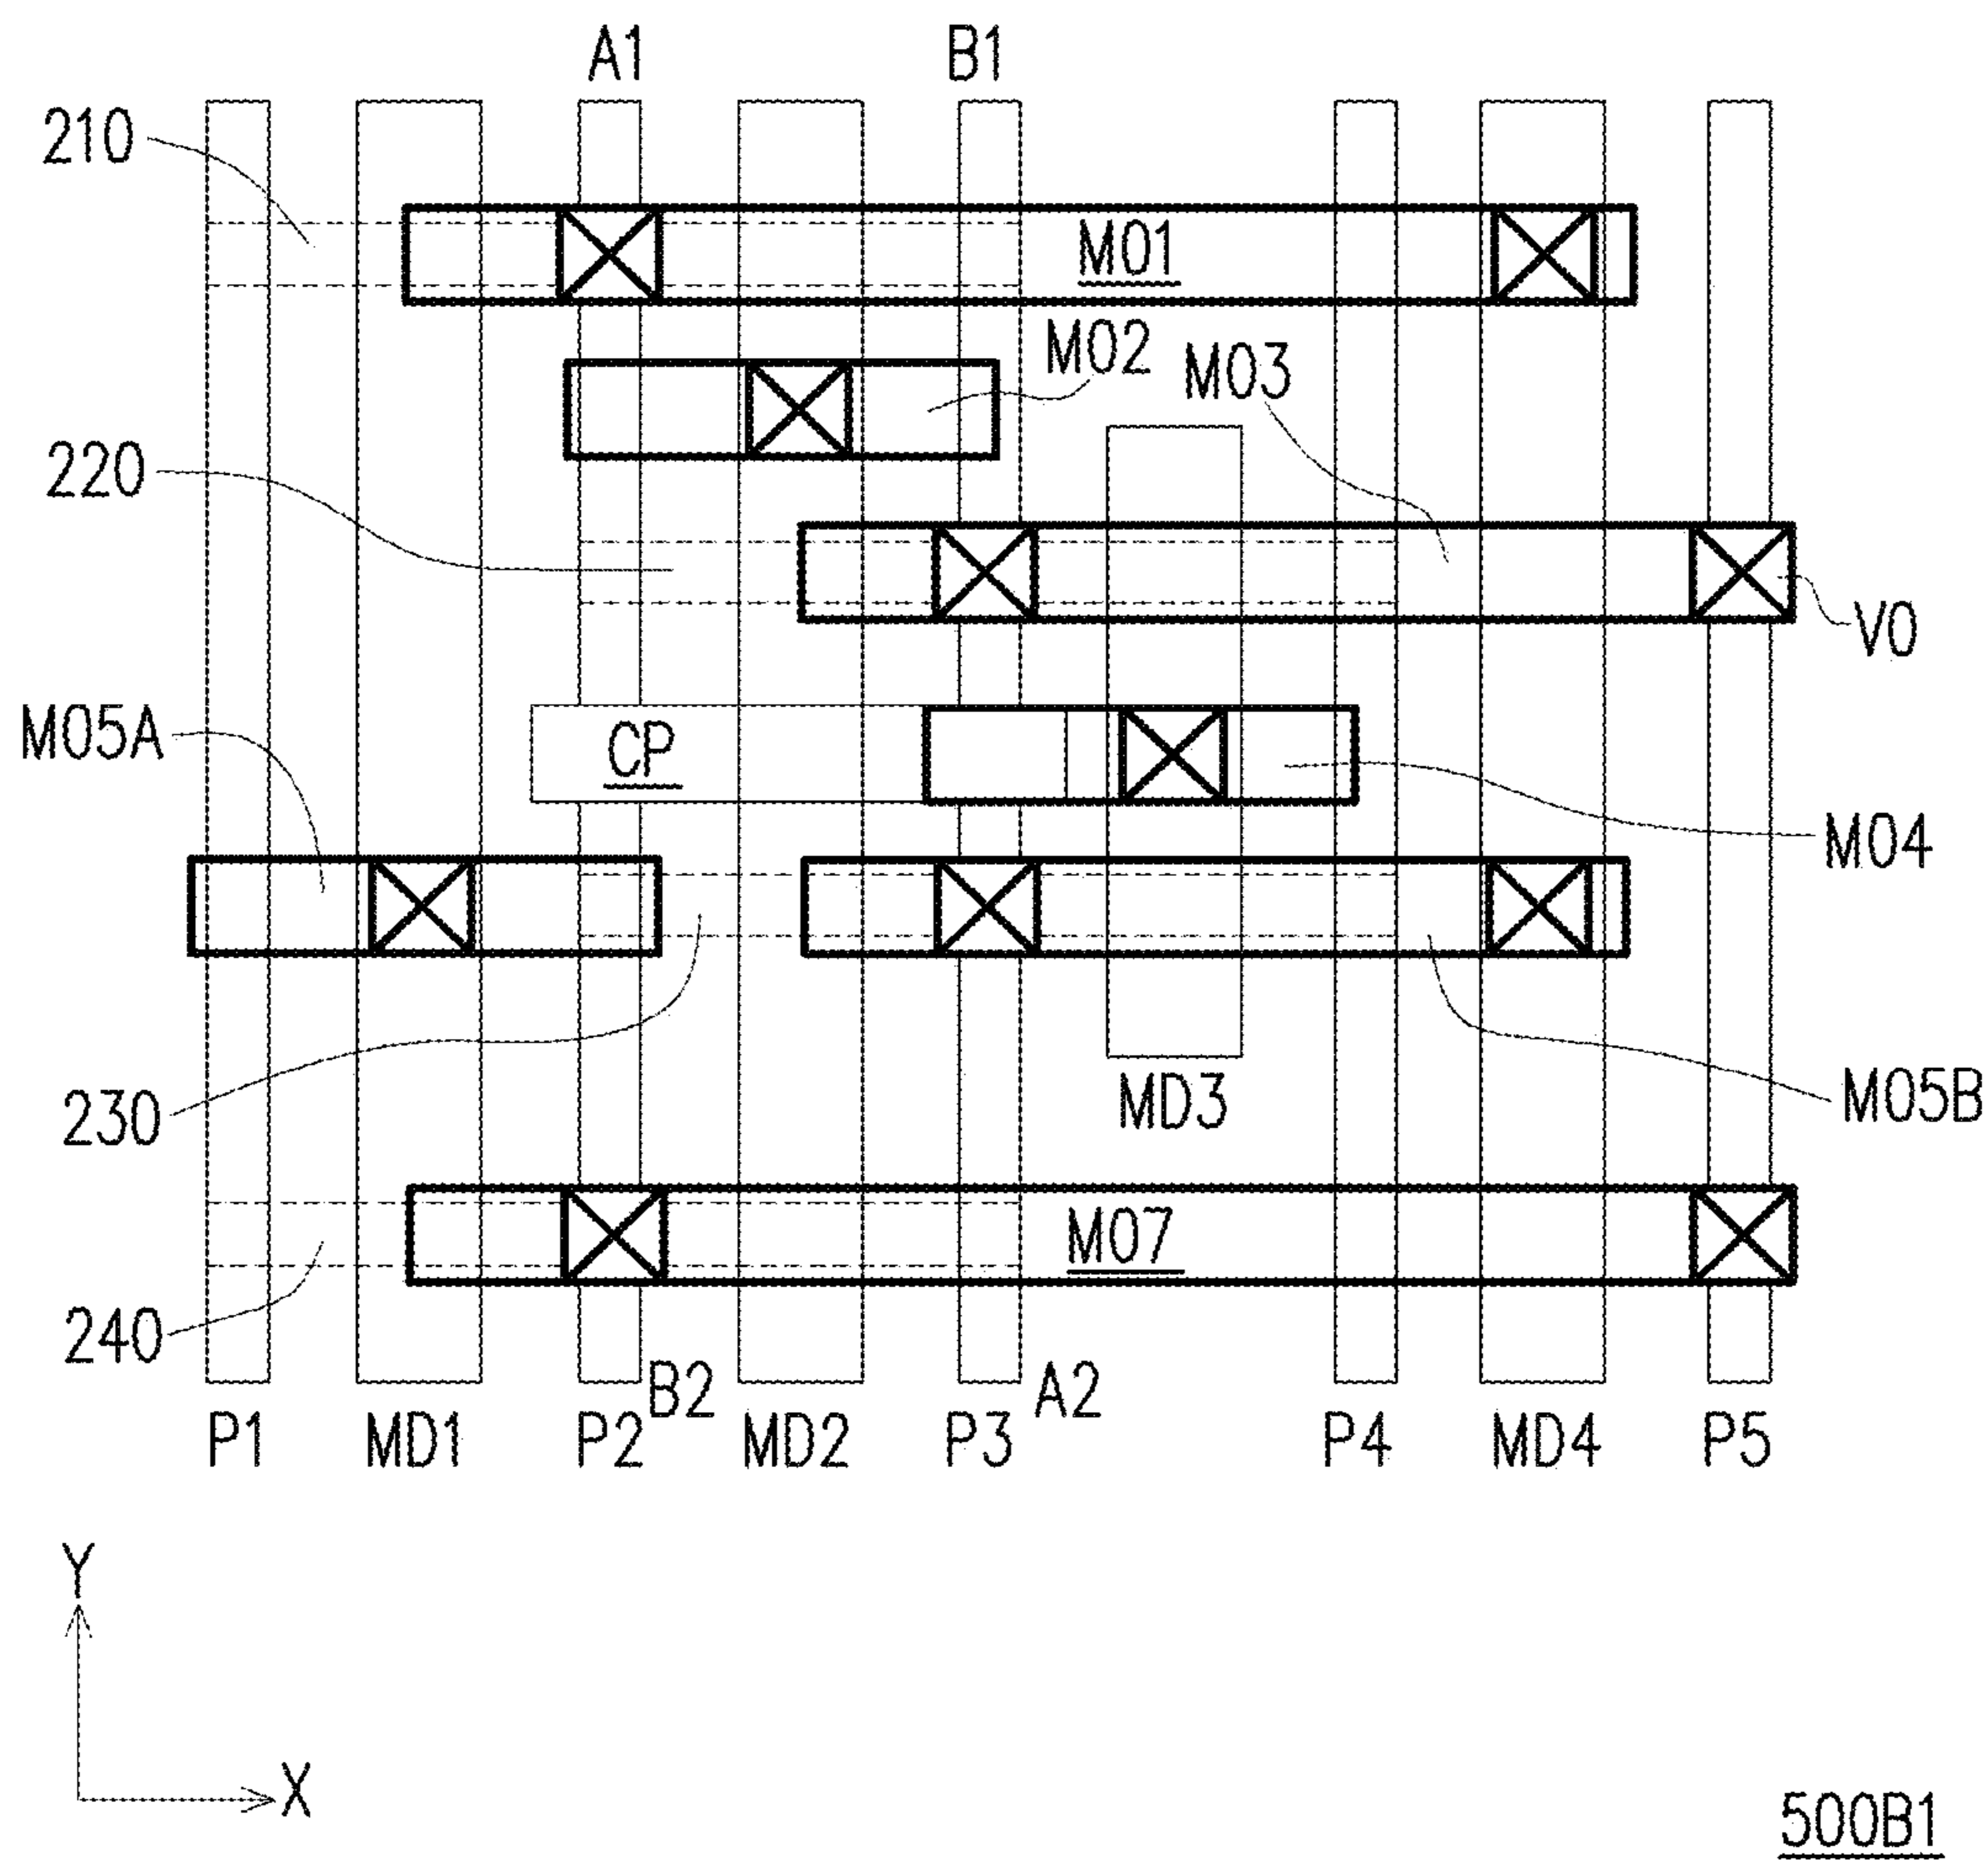 A1 B1
210
M01
M02 M03
220
V0
M05A CP
M04
230 MD3 M05B
M07
240
B2 A2
P1 MD1 P2 MD2 P3 P4 MD4 P5
Y
X
500B1